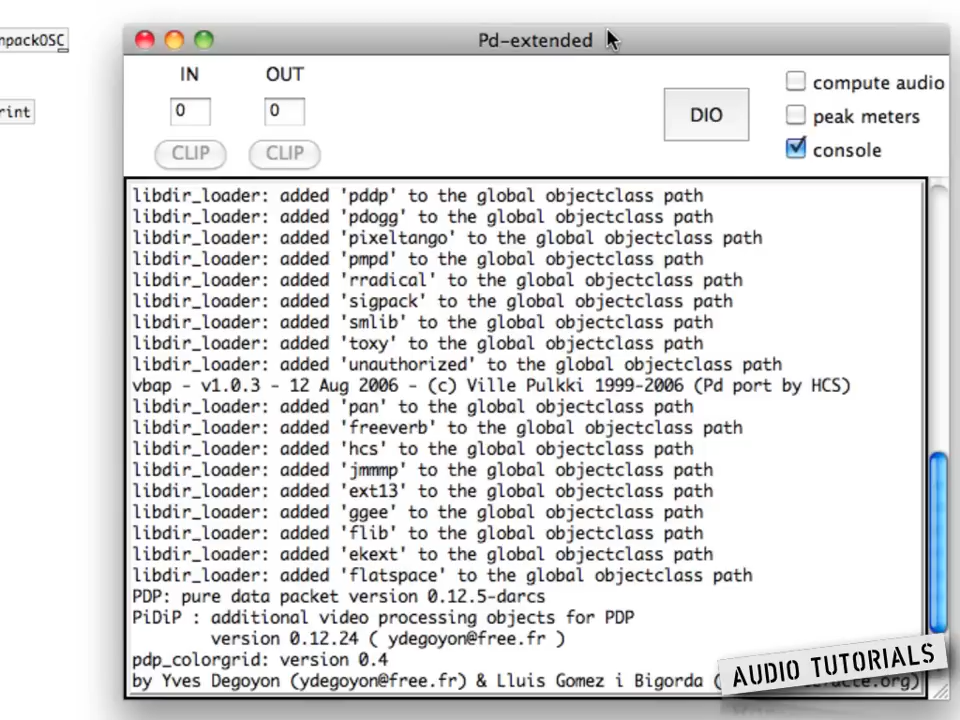 Pd-extended
IN
OUT
0
0
CLIP
CLIP
DIO
compute audio
peak meters
console
print
libdir_loader: added 'pddp' to the global objectclass path
libdir_loader: added 'pdogg' to the global objectclass path
libdir_loader: added 'pixeltango' to the global objectclass path
libdir_loader: added 'pmpd' to the global objectclass path
libdir_loader: added 'rradical' to the global objectclass path
libdir_loader: added 'sigpack' to the global objectclass path
libdir_loader: added 'smlib' to the global objectclass path
libdir_loader: added 'toxy' to the global objectclass path
libdir_loader: added 'unauthorized' to the global objectclass path
vbap - v1.0.3 - 12 Aug 2006 - (c) Ville Pulkki 1999-2006 (Pd port by HCS)
libdir_loader: added 'pan' to the global objectclass path
libdir_loader: added 'freeverb' to the global objectclass path
libdir_loader: added 'hcs' to the global objectclass path
libdir_loader: added 'jmmmp' to the global objectclass path
libdir_loader: added 'ext13' to the global objectclass path
libdir_loader: added 'ggee' to the global objectclass path
libdir_loader: added 'flib' to the global objectclass path
libdir_loader: added 'ekext' to the global objectclass path
libdir_loader: added 'flatspace' to the global objectclass path
PDP: pure data packet version 0.12.5-darcs
PiDiP : additional video processing objects for PDP
version 0.12.24 ( ydegoyon@free.fr )
pdp_colorgrid: version 0.4
by Yves Degoyon (ydegoyon@free.fr) & Lluis Gomez i Bigorda (
AUDIO TUTORIALS